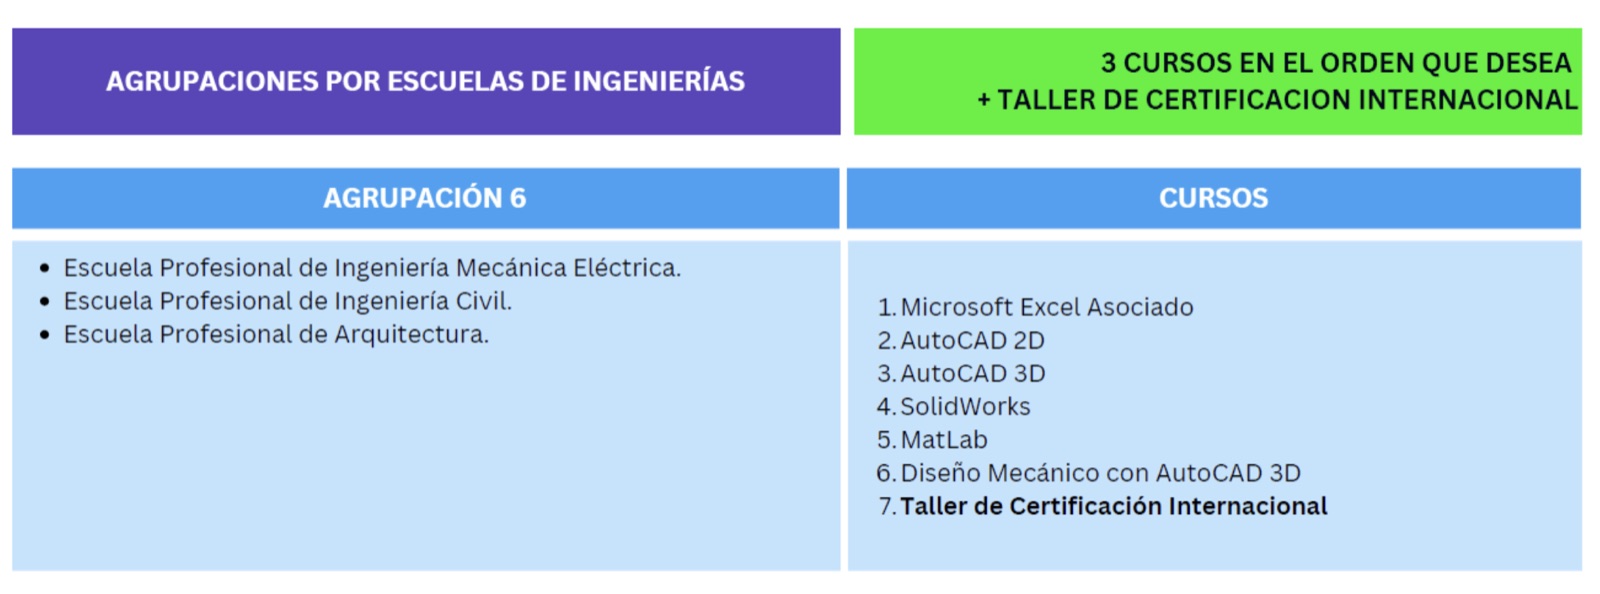 AGRUPACIONES POR ESCUELAS DE INGENIERÍAS
3 CURSOS EN EL ORDEN QUE DESEA
+ TALLER DE CERTIFICACION INTERNACIONAL
AGRUPACIÓN 6
CURSOS
• Escuela Profesional de Ingeniería Mecánica Eléctrica.
• Escuela Profesional de Ingeniería Civil.
• Escuela Profesional de Arquitectura.
1. Microsoft Excel Asociado
2. AutoCAD 2D
3. AutoCAD 3D
4. SolidWorks
5. MatLab
6. Diseño Mecánico con AutoCAD 3D
7. Taller de Certificación Internacional